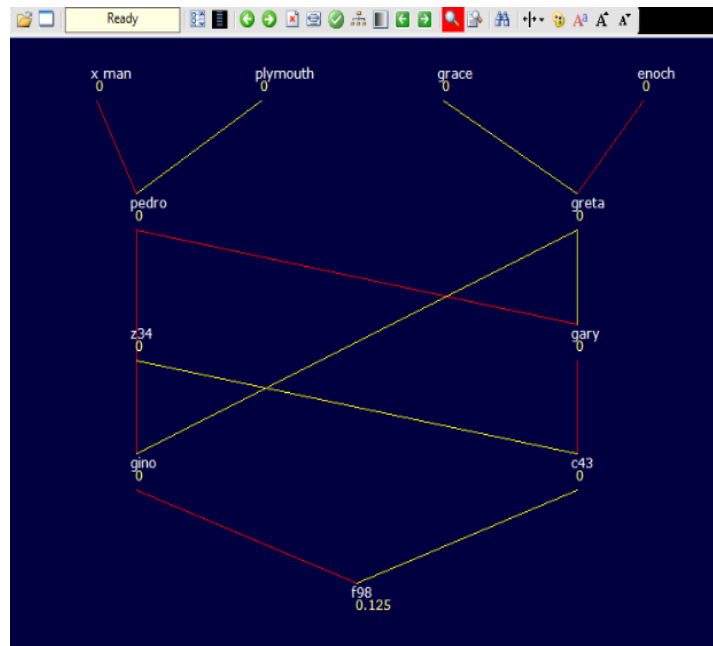 Ready
x man plymouth grace enoch
0 0 0 0
pedro greta
0 0
z34 gary
0 0
gino c43
0 0
f98
0.125